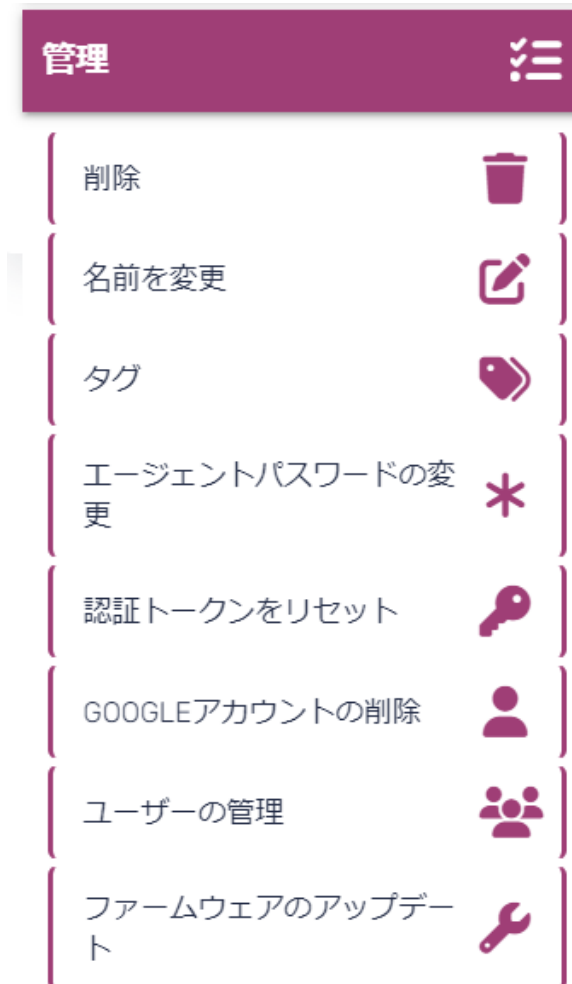 管理
削除
名前を変更
タグ
エージェントパスワードの変
更
認証トークンをリセット
GOOGLEアカウントの削除
ユーザーの管理
ファームウェアのアップデー
ト